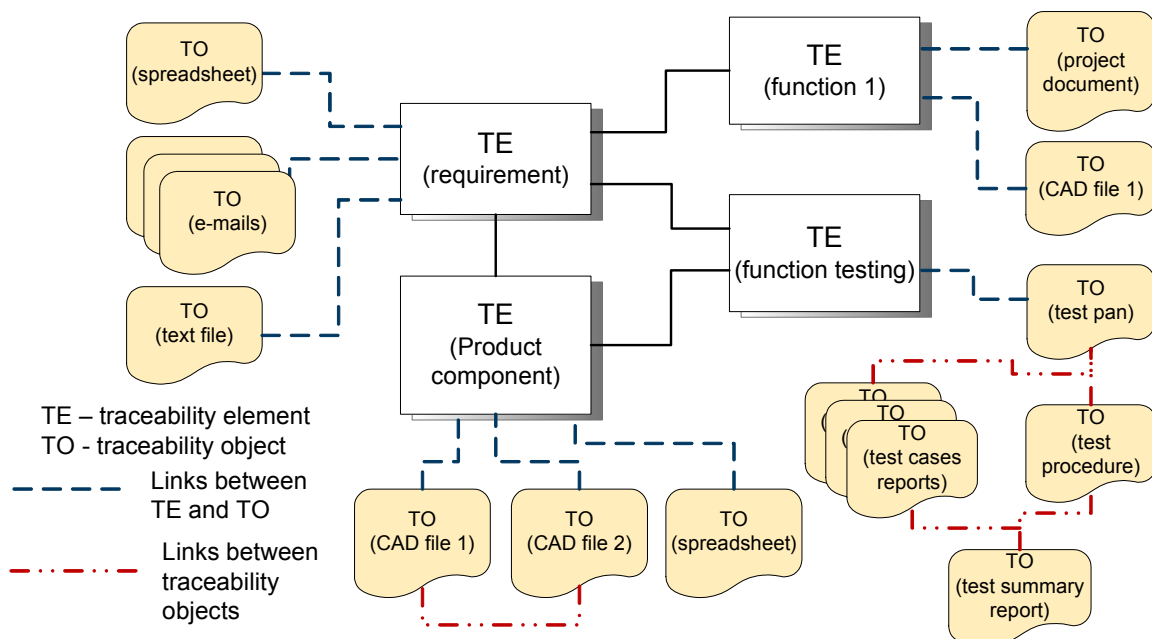 TO
(spreadsheet)
TE
(function 1)
TO
(project
document)
TE
(requirement)
TO
(e-mails)
TO
(CAD file 1)
TE
(function testing)
TO
(text file)
TE
(Product
component)
TO
(test pan)
TE – traceability element
TO - traceability object
Links between
TE and TO
Links between
traceability
objects
TO
(CAD file 1)
TO
(CAD file 2)
TO
(spreadsheet)
TO
(
TO
(
TO
(test cases
reports)
TO
(test
procedure)
TO
(test summary
report)